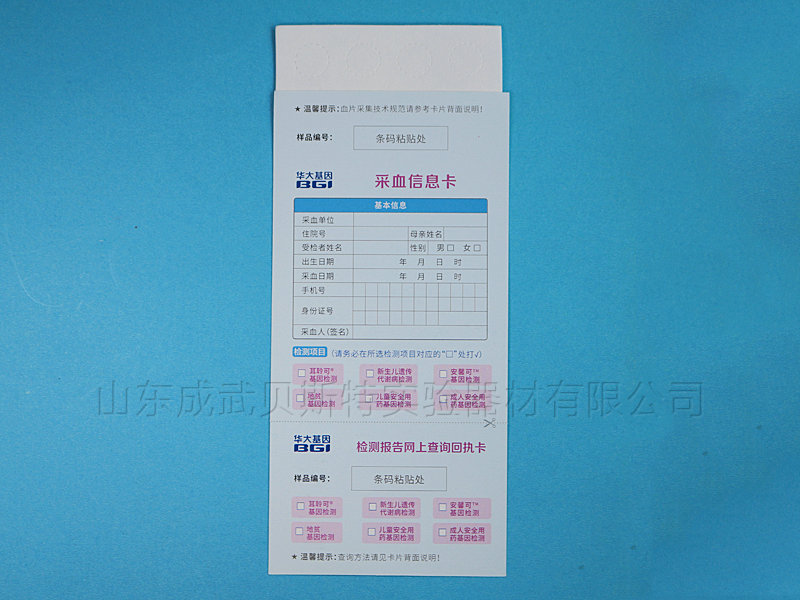 ★ 温馨提示:血片采集技术规范请参考卡片背面说明!
样品编号: 条码粘贴处
华大基因
BGI
采血信息卡
基本信息
采血单位
住院号 母亲姓名
受检者姓名 性别 男□ 女□
出生日期 年 月 日 时
采血日期 年 月 日 时
手机号
身份证号
采血人(签名)
检测项目 (请务必在所选检测项目对应的“□”处打√)
□ 耳聆可® 基因检测
□ 新生儿遗传 代谢病检测
□ 安馨可™ 基因检测
□ 地贫 基因检测
□ 儿童安全用 药基因检测
□ 成人安全用 药基因检测
山东成武贝斯特实验器材有限公司
华大基因
BGI
检测报告网上查询回执卡
样品编号: 条码粘贴处
□ 耳聆可® 基因检测
□ 新生儿遗传 代谢病检测
□ 安馨可™ 基因检测
□ 地贫 基因检测
□ 儿童安全用 药基因检测
□ 成人安全用 药基因检测
★ 温馨提示:查询方法请见卡片背面说明!